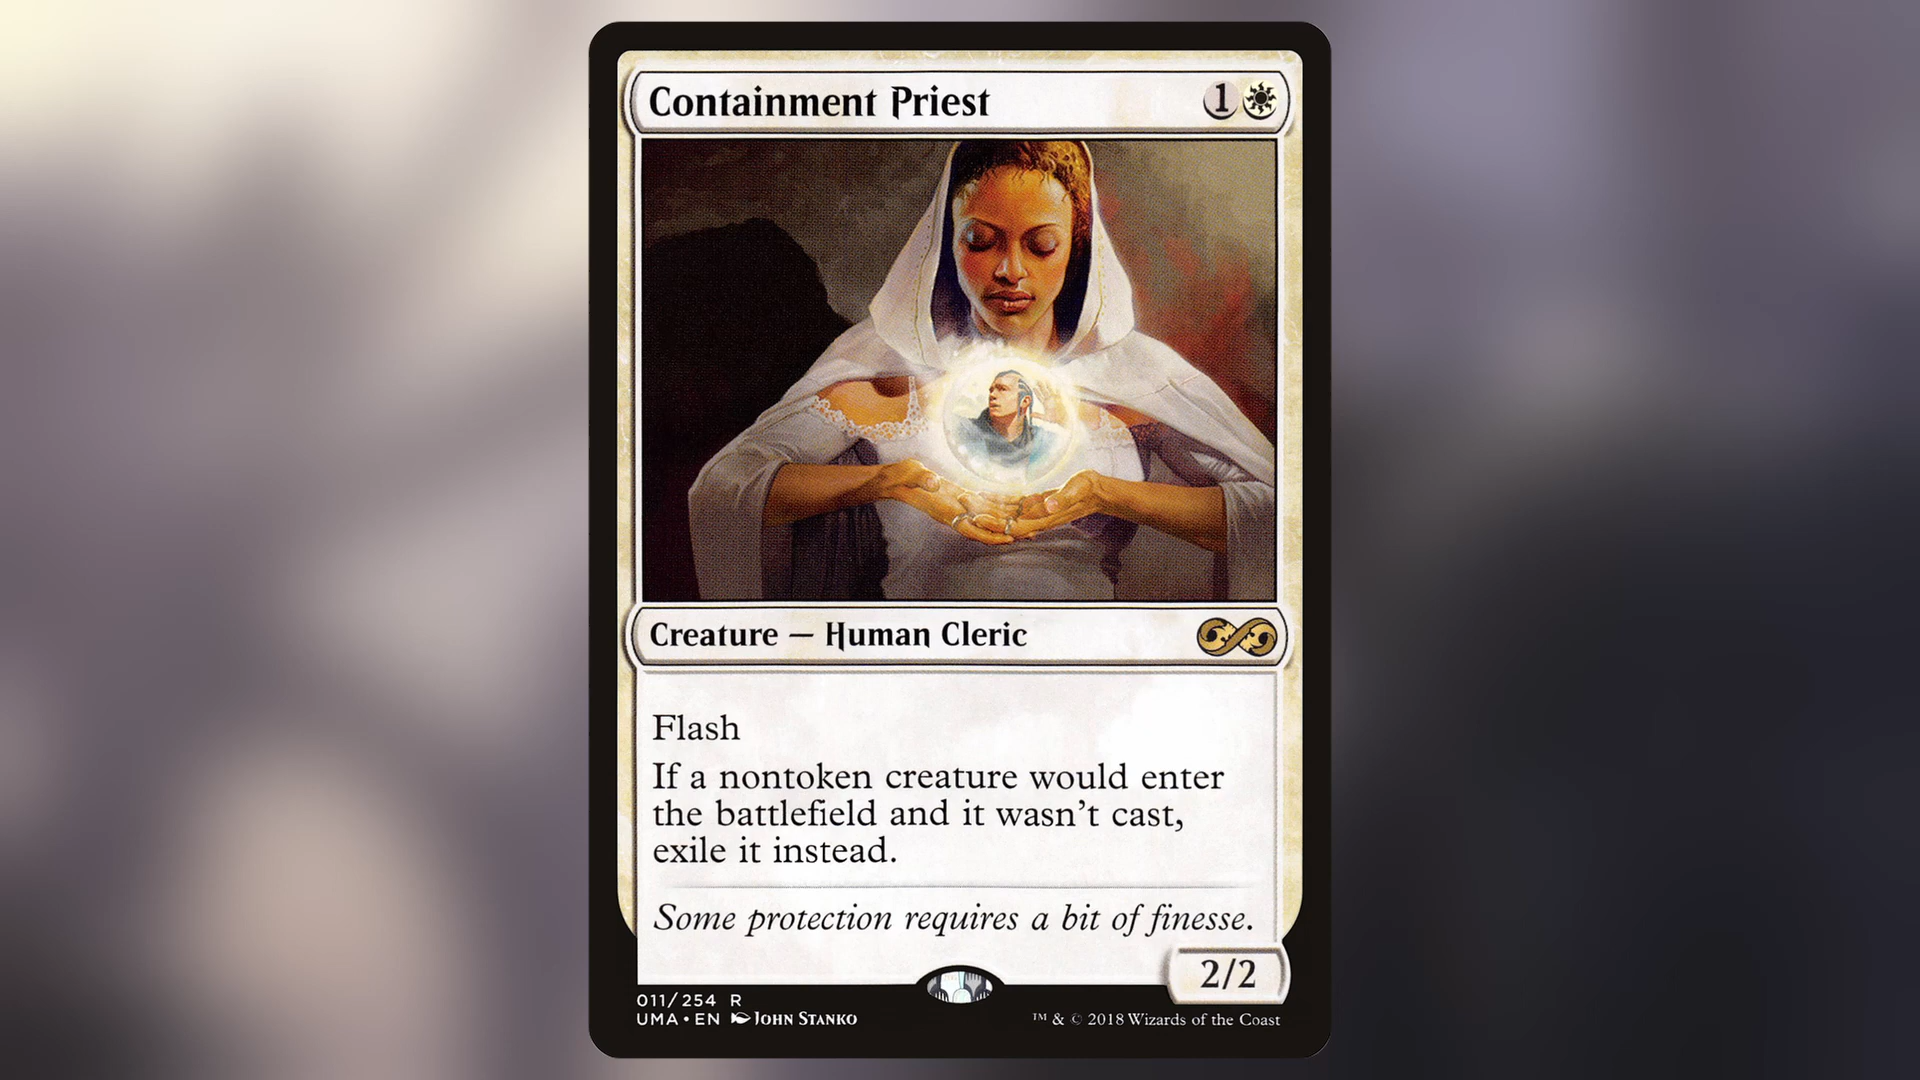 Containment Priest 1
Creature — Human Cleric
Flash
If a nontoken creature would enter
the battlefield and it wasn't cast,
exile it instead.
Some protection requires a bit of finesse.
2/2
011/254 R
UMA • EN John Stanko
™ & © 2018 Wizards of the Coast